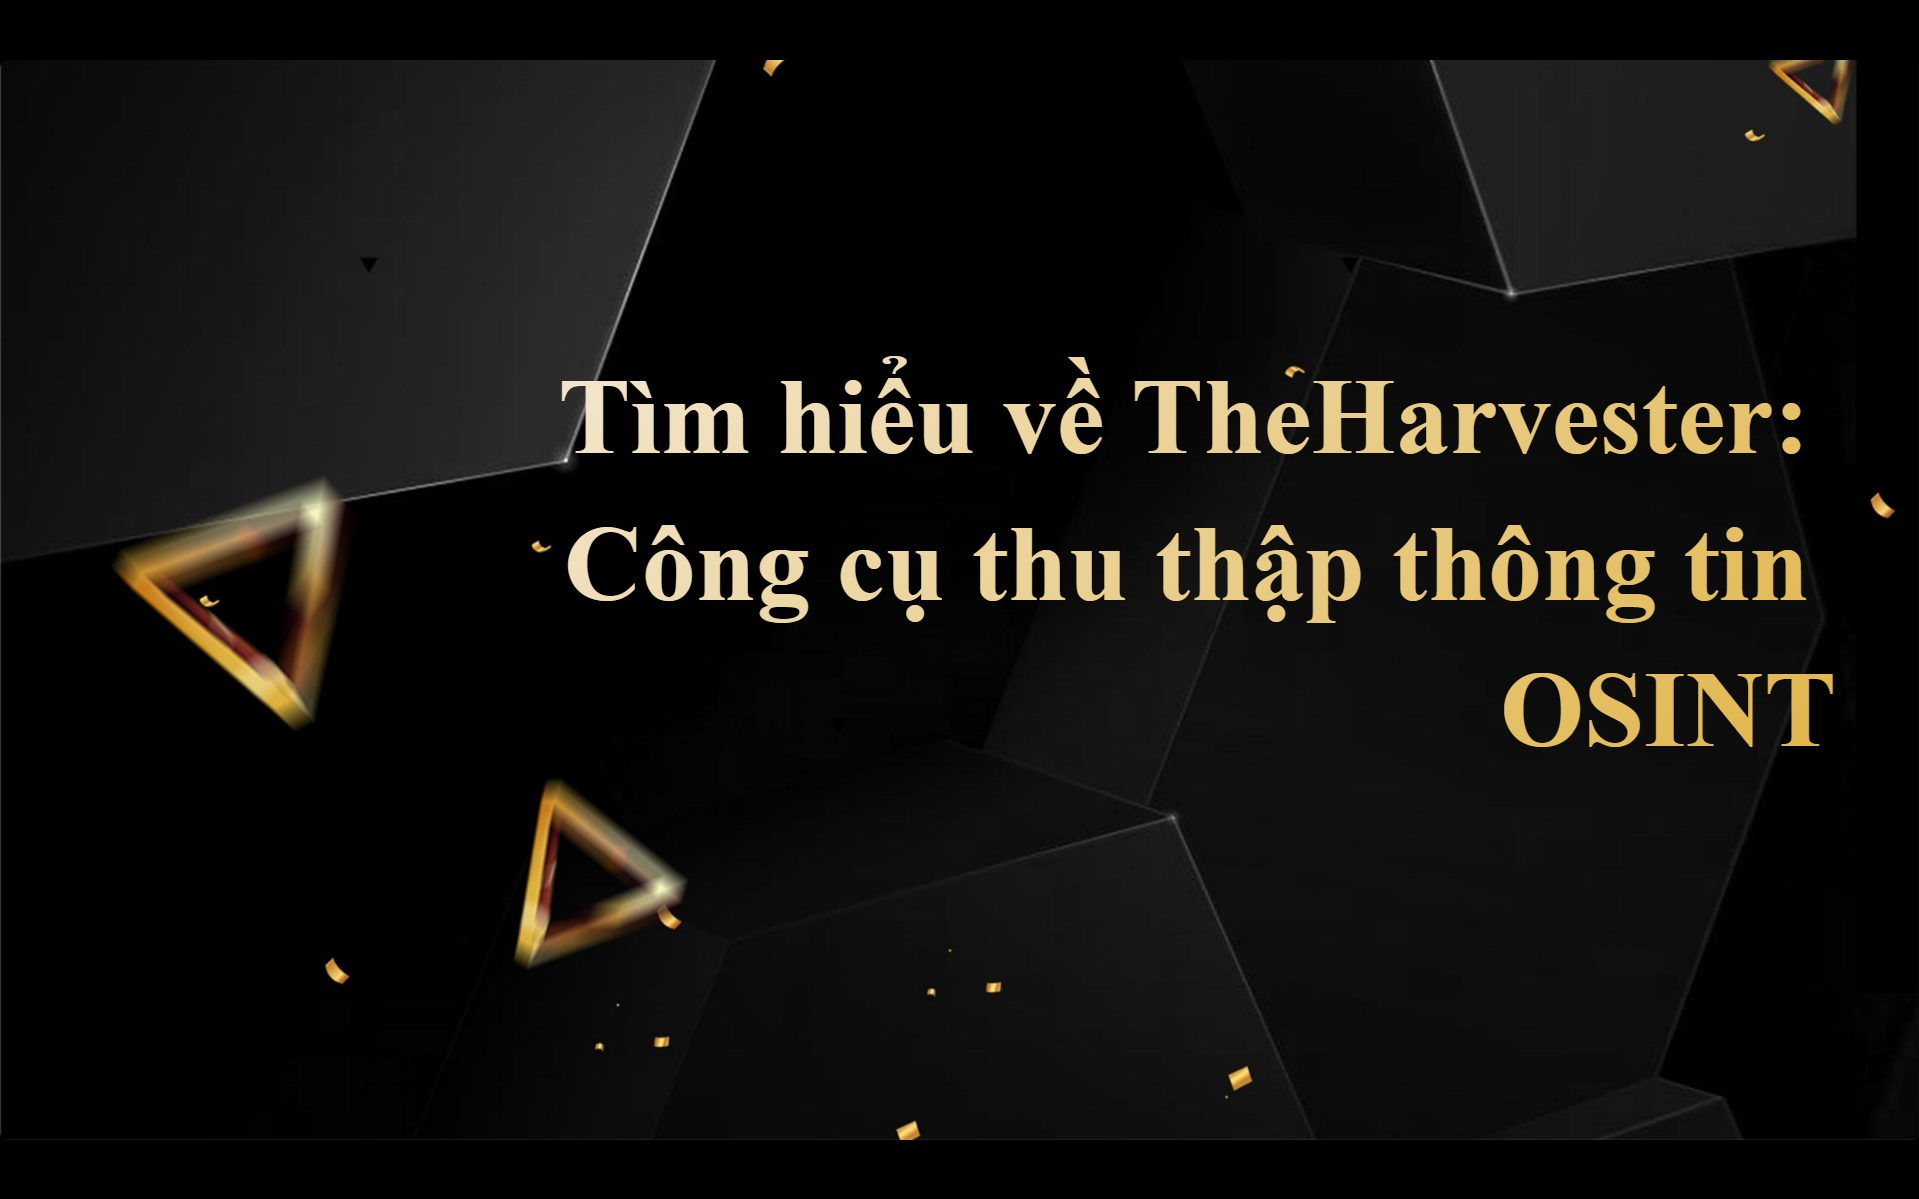 Tìm hiểu về TheHarvester:
Công cụ thu thập thông tin
OSINT